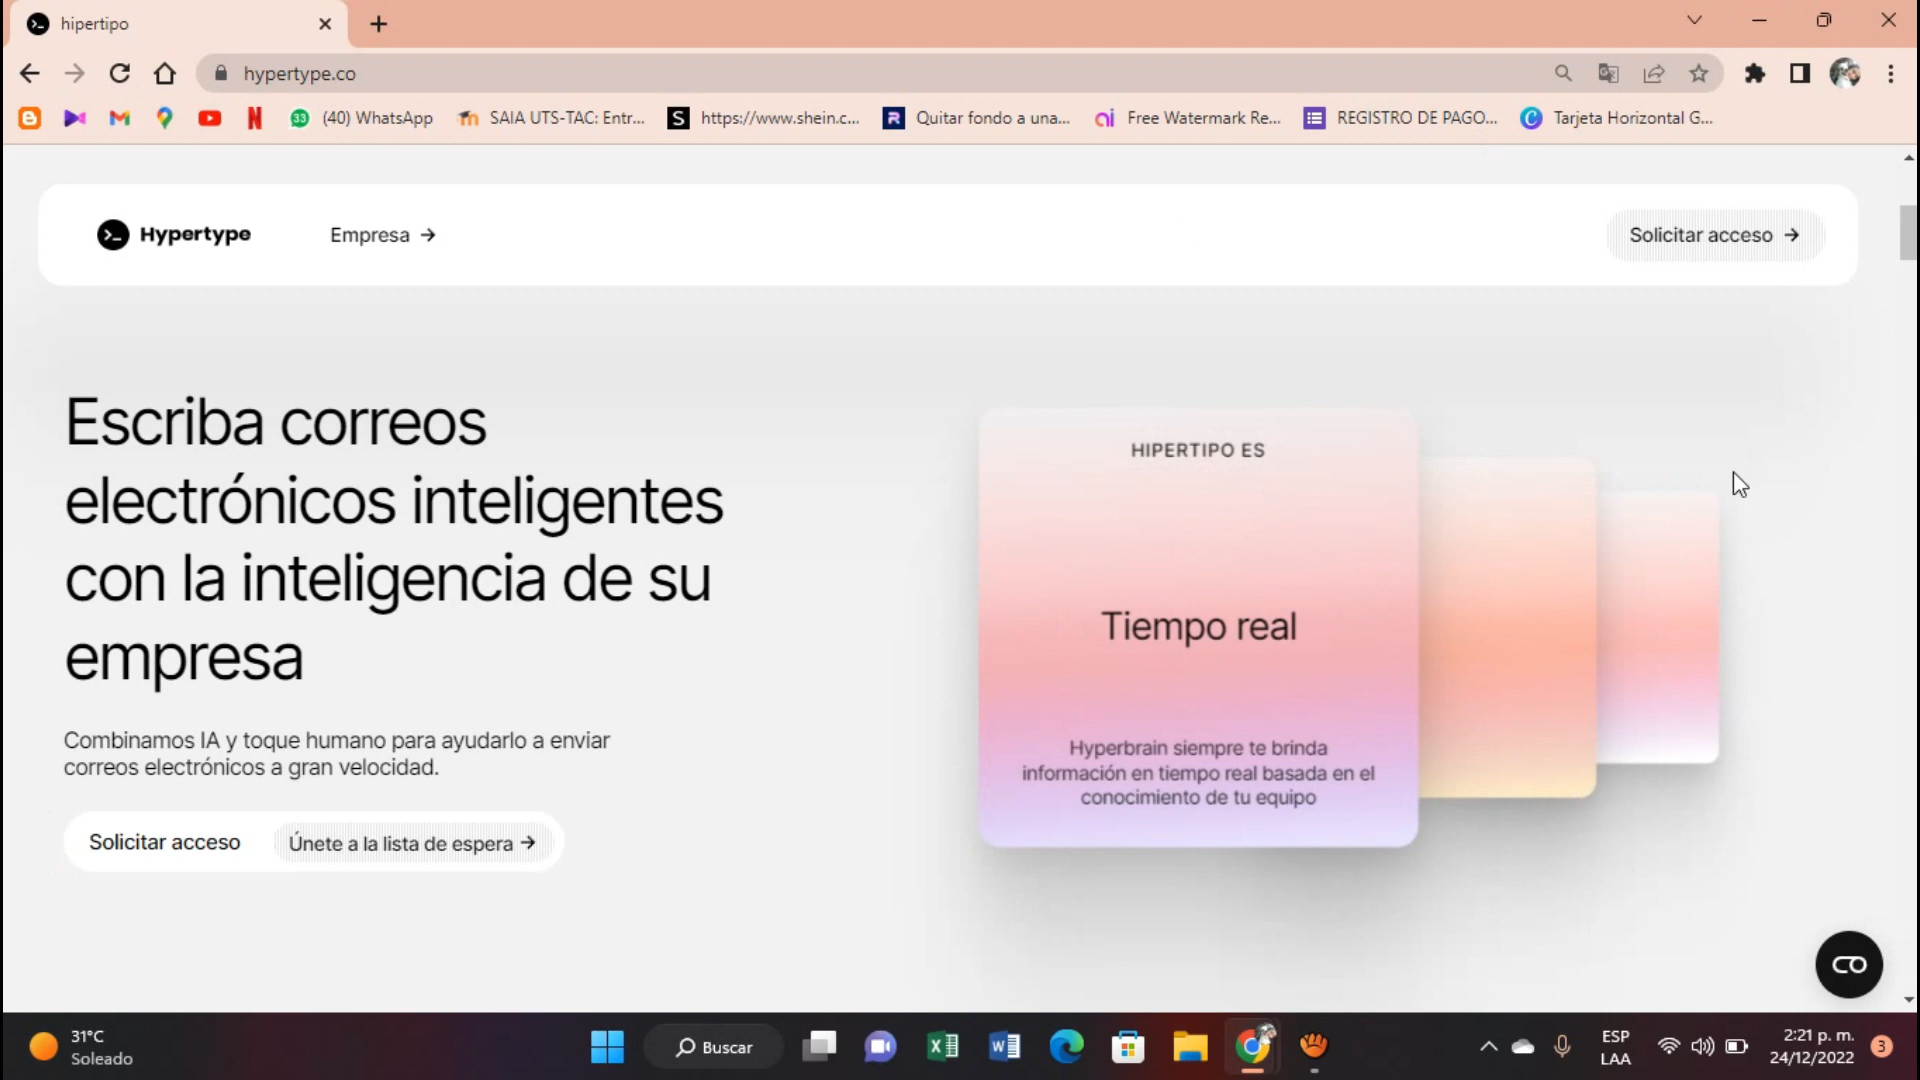 hipertipo
hypertype.co
33
(40) WhatsApp
SAIA UTS-TAC: Entr...
https://www.shein.c...
Quitar fondo a una...
Free Watermark Re...
REGISTRO DE PAGO...
Tarjeta Horizontal G...
Hypertype
Empresa →
Solicitar acceso →
Escriba correos
electrónicos inteligentes
con la inteligencia de su
empresa
Combinamos IA y toque humano para ayudarlo a enviar
correos electrónicos a gran velocidad.
Solicitar acceso
Únete a la lista de espera →
HIPERTIPO ES
Tiempo real
Hyperbrain siempre te brinda
información en tiempo real basada en el
conocimiento de tu equipo
31°C
Soleado
Buscar
ESP
LAA
2:21 p. m.
24/12/2022
3